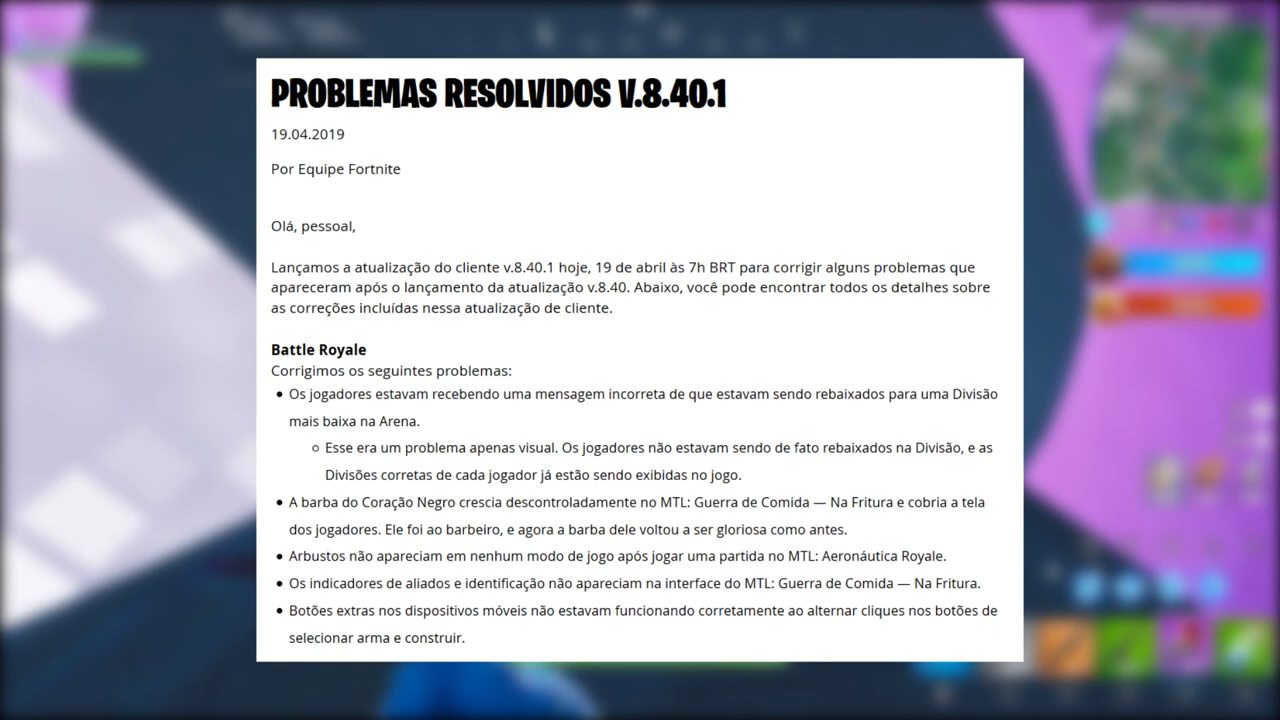 PROBLEMAS RESOLVIDOS V.8.40.1
19.04.2019
Por Equipe Fortnite
Olá, pessoal,
Lançamos a atualização do cliente v.8.40.1 hoje, 19 de abril às 7h BRT para corrigir alguns problemas que
apareceram após o lançamento da atualização v.8.40. Abaixo, você pode encontrar todos os detalhes sobre
as correções incluídas nessa atualização de cliente.
Battle Royale
Corrigimos os seguintes problemas:
• Os jogadores estavam recebendo uma mensagem incorreta de que estavam sendo rebaixados para uma Divisão
mais baixa na Arena.
○ Esse era um problema apenas visual. Os jogadores não estavam sendo de fato rebaixados na Divisão, e as
Divisões corretas de cada jogador já estão sendo exibidas no jogo.
• A barba do Coração Negro crescia descontroladamente no MTL: Guerra de Comida — Na Fritura e cobria a tela
dos jogadores. Ele foi ao barbeiro, e agora a barba dele voltou a ser gloriosa como antes.
• Arbustos não apareciam em nenhum modo de jogo após jogar uma partida no MTL: Aeronáutica Royale.
• Os indicadores de aliados e identificação não apareciam na interface do MTL: Guerra de Comida — Na Fritura.
• Botões extras nos dispositivos móveis não estavam funcionando corretamente ao alternar cliques nos botões de
selecionar arma e construir.